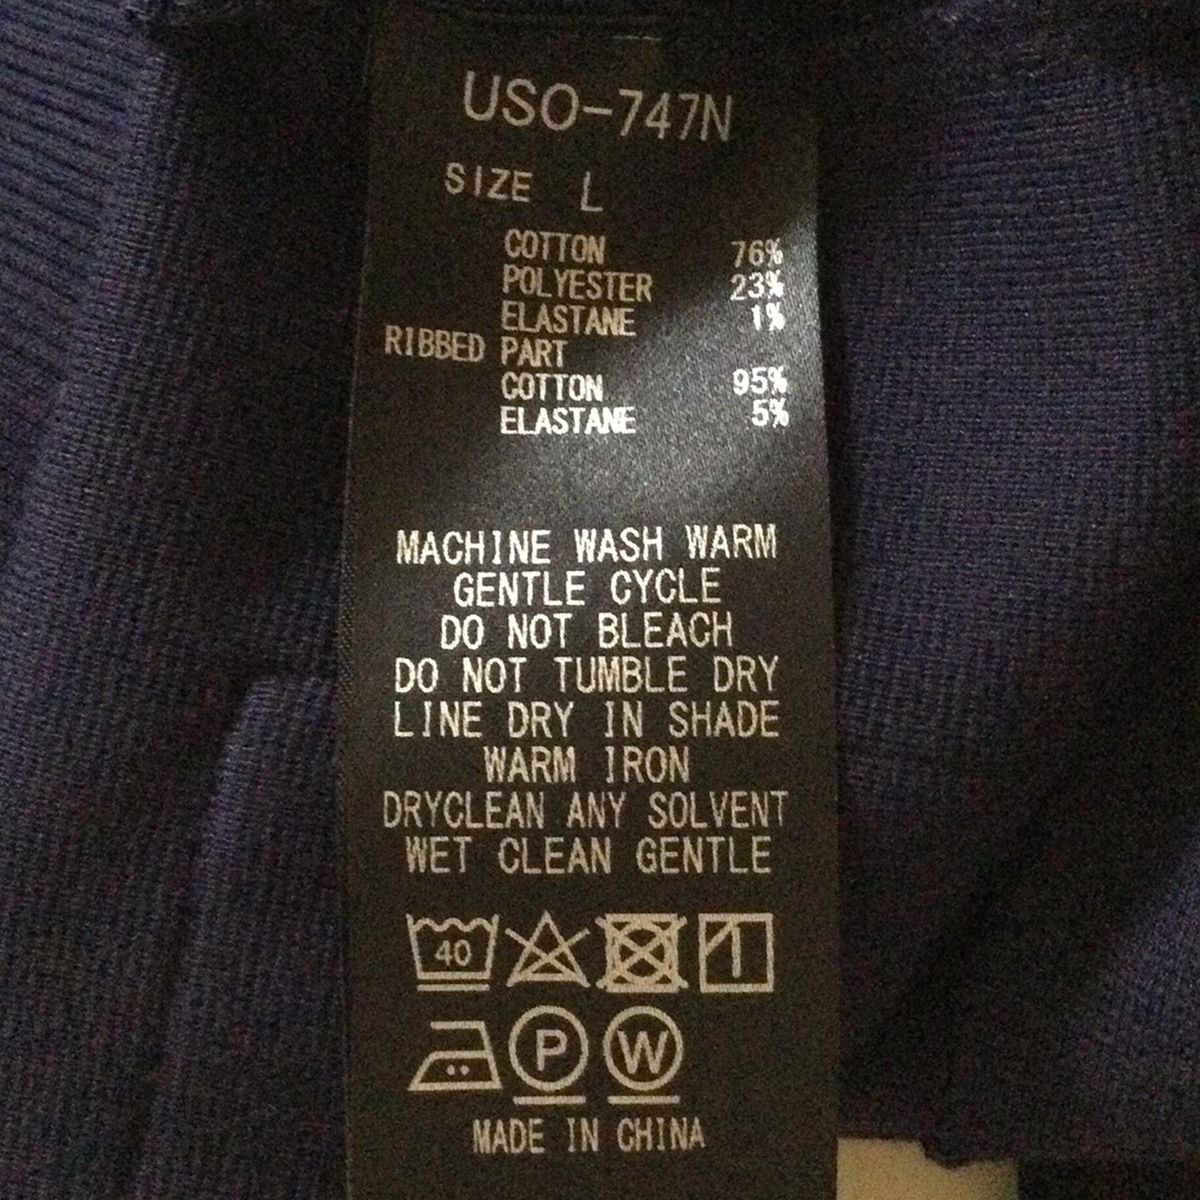 USO-747N
SIZE L
COTTON 76%
POLYESTER 23%
ELASTANE 1%
RIBBED PART
COTTON 95%
ELASTANE 5%
MACHINE WASH WARM
GENTLE CYCLE
DO NOT BLEACH
DO NOT TUMBLE DRY
LINE DRY IN SHADE
WARM IRON
DRYCLEAN ANY SOLVENT
WET CLEAN GENTLE
40
P W
MADE IN CHINA